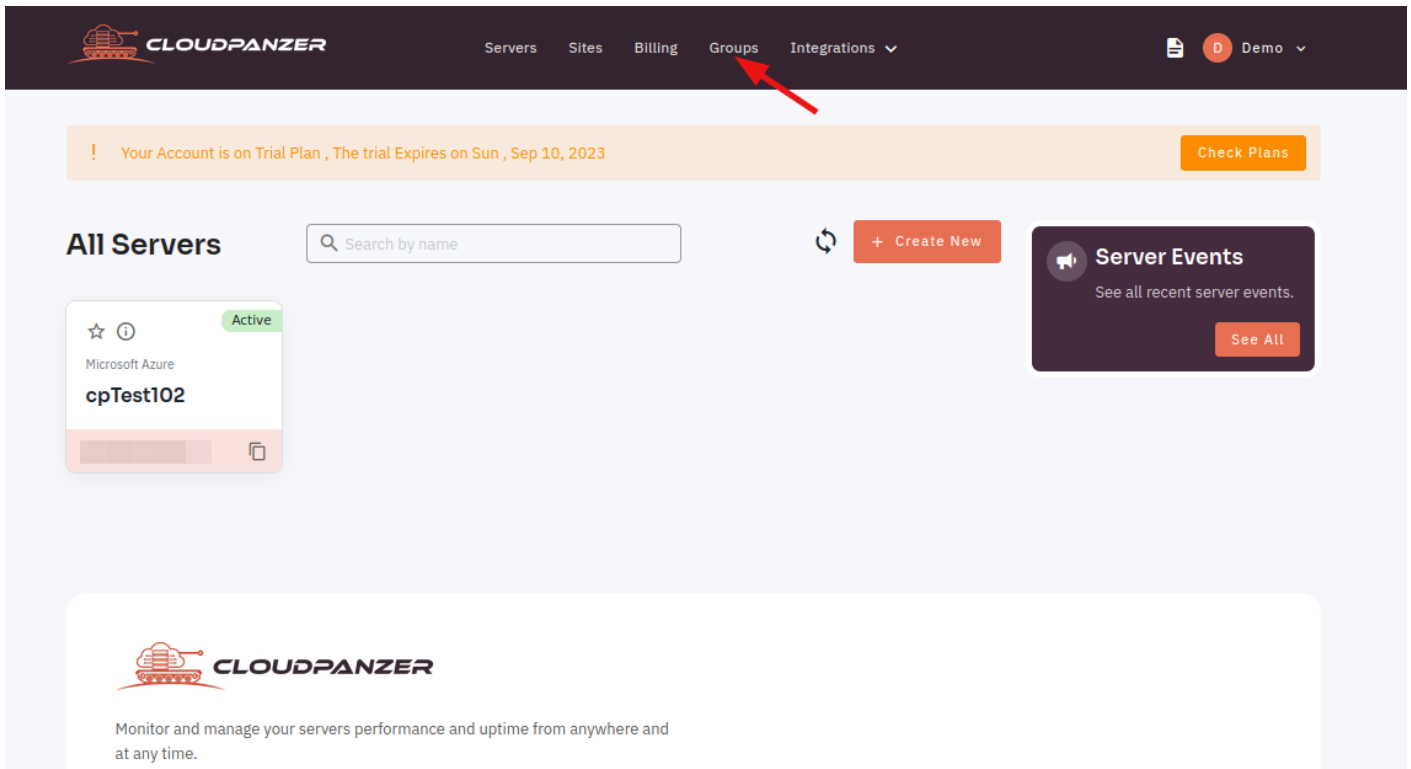 CLOUDPANZER
Servers Sites Billing Groups Integrations
D Demo
! Your Account is on Trial Plan , The trial Expires on Sun , Sep 10, 2023
Check Plans
All Servers
Search by name
+ Create New
Server Events
See all recent server events.
See All
Active
Microsoft Azure
cpTest102
CLOUDPANZER
Monitor and manage your servers performance and uptime from anywhere and
at any time.